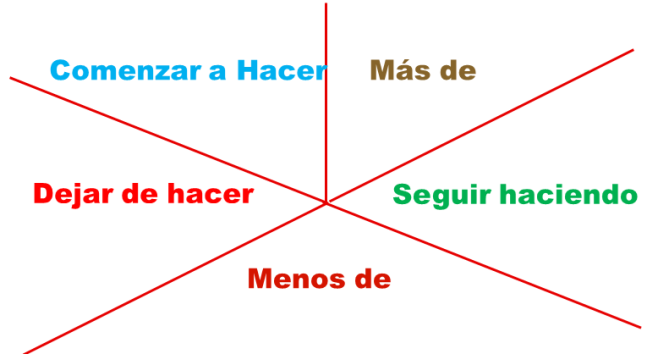 Comenzar a Hacer
Más de
Dejar de hacer
Seguir haciendo
Menos de